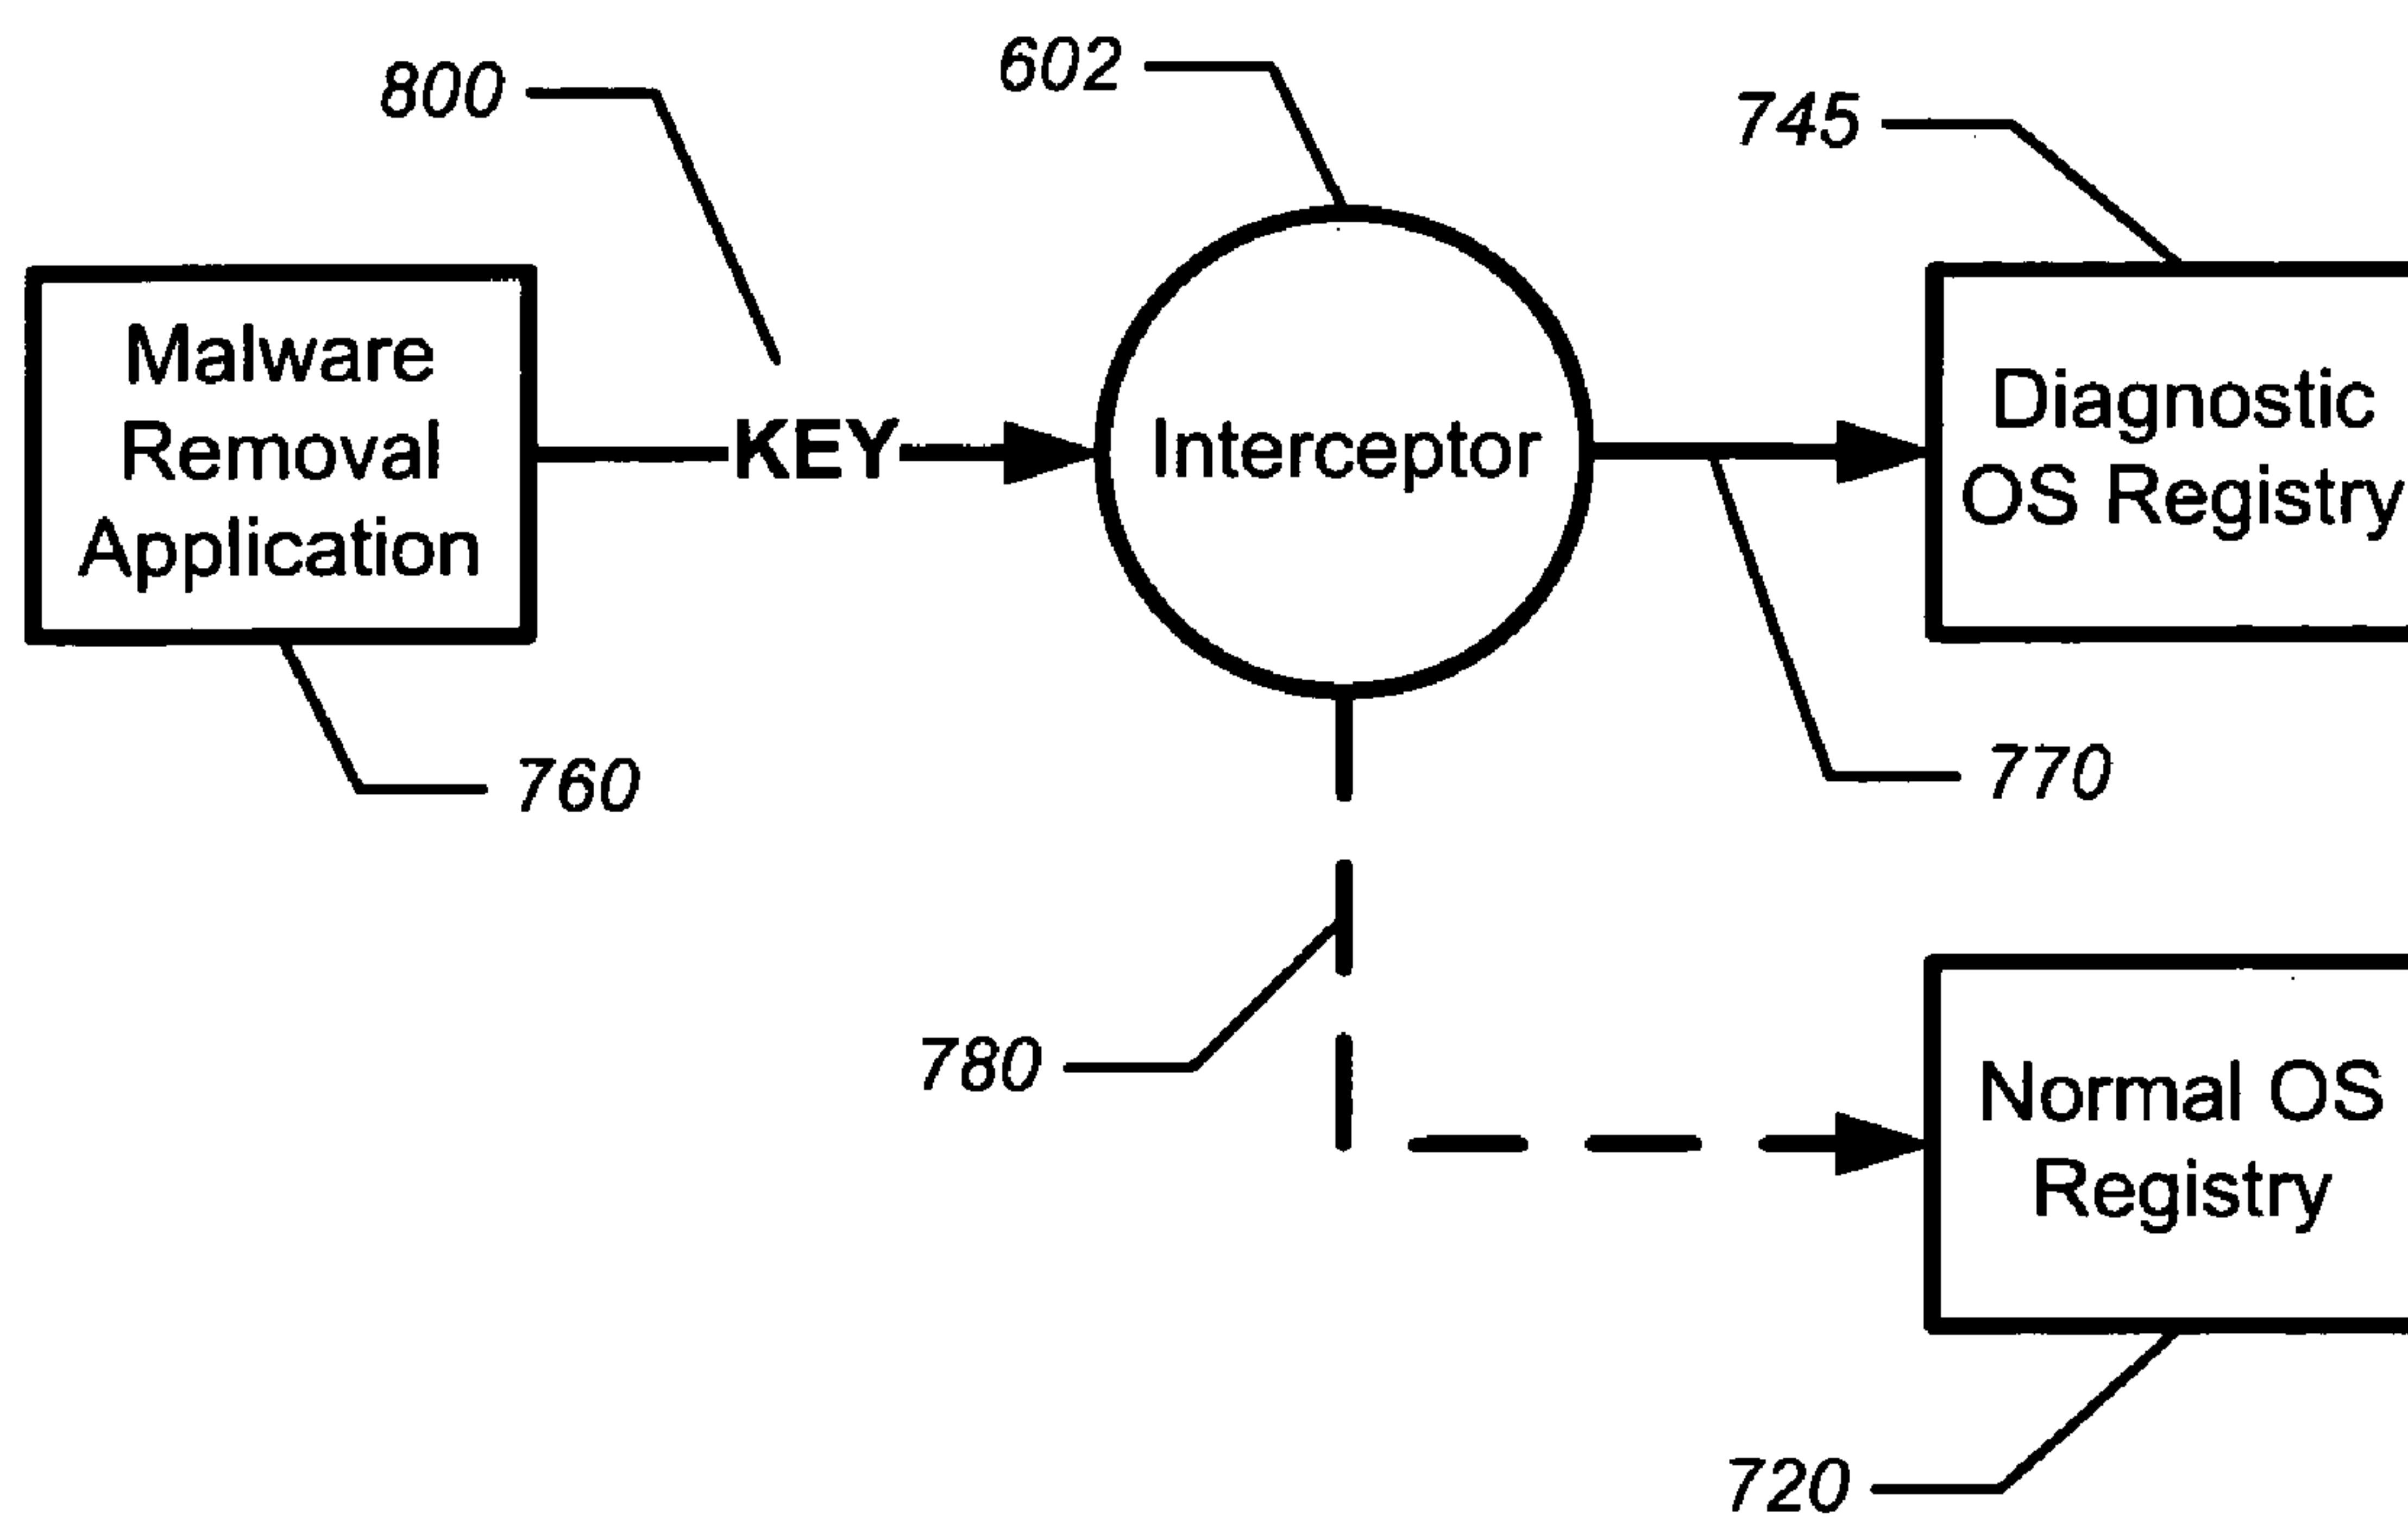 800
602
745
Malware
Removal
Application
KEY
Interceptor
Diagnostic
OS Registry
760
770
780
Normal OS
Registry
720